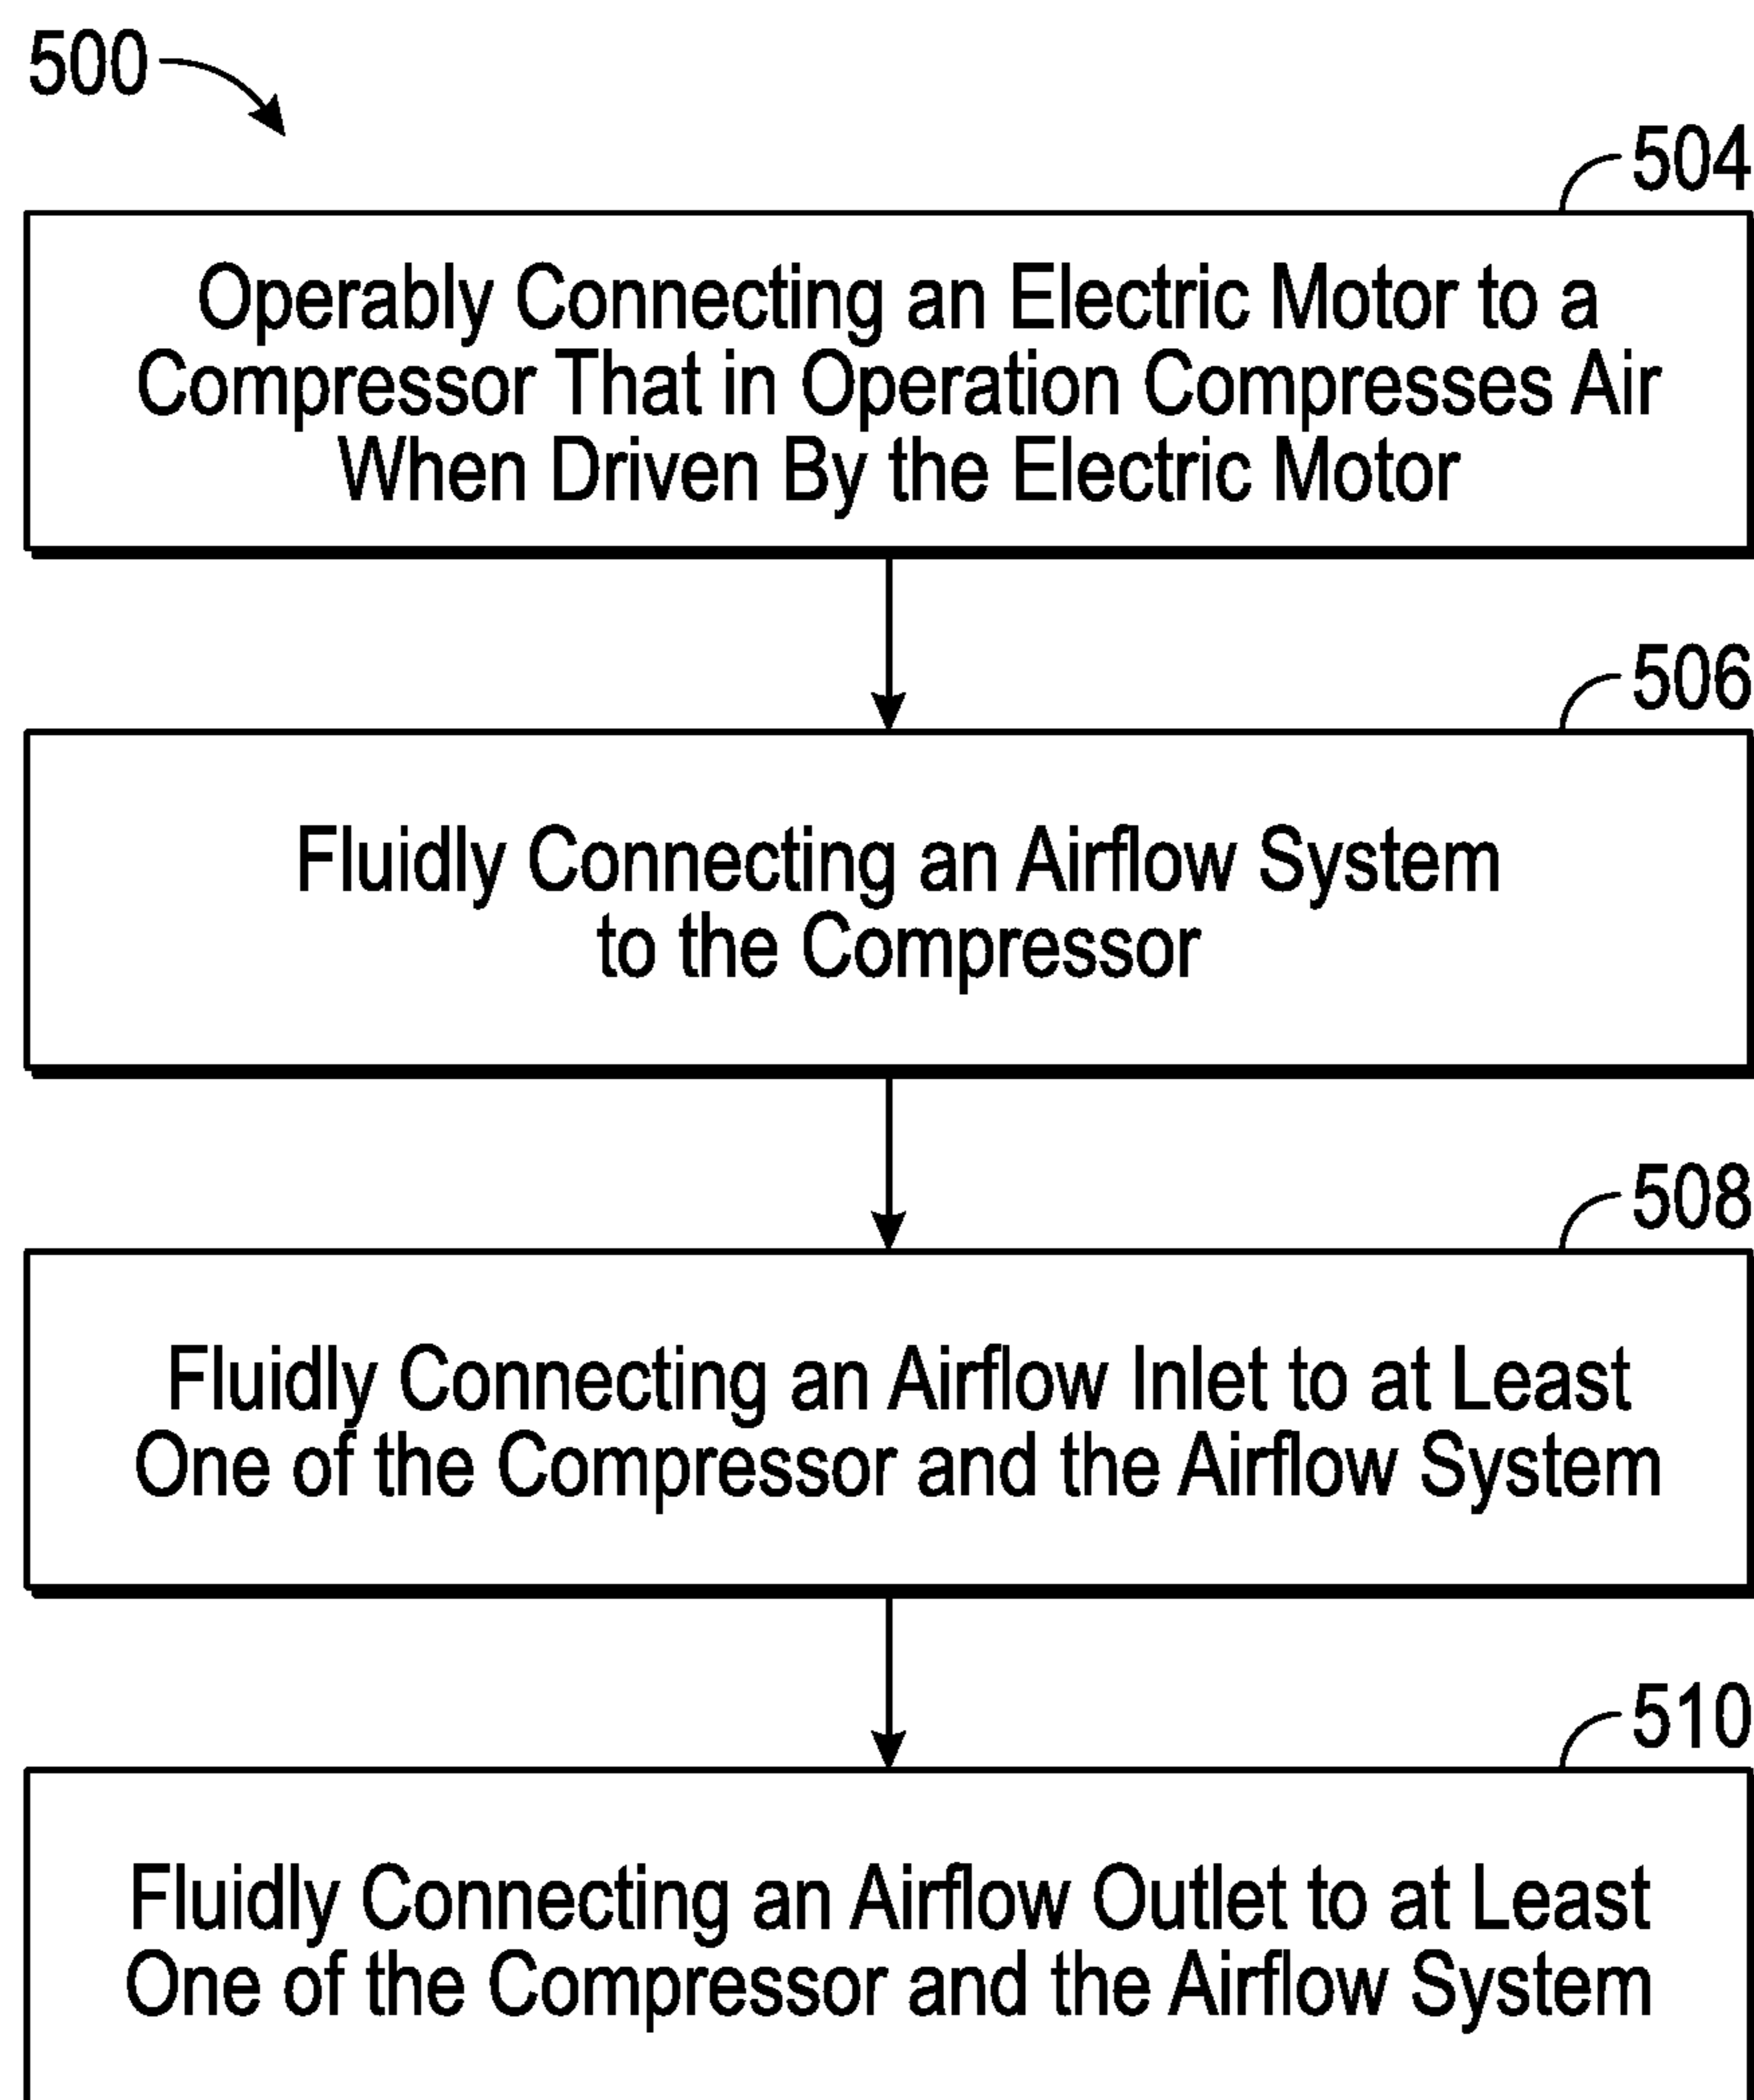 500
504
Operably Connecting an Electric Motor to a
Compressor That in Operation Compresses Air
When Driven By the Electric Motor
506
Fluidly Connecting an Airflow System
to the Compressor
508
Fluidly Connecting an Airflow Inlet to at Least
One of the Compressor and the Airflow System
510
Fluidly Connecting an Airflow Outlet to at Least
One of the Compressor and the Airflow System